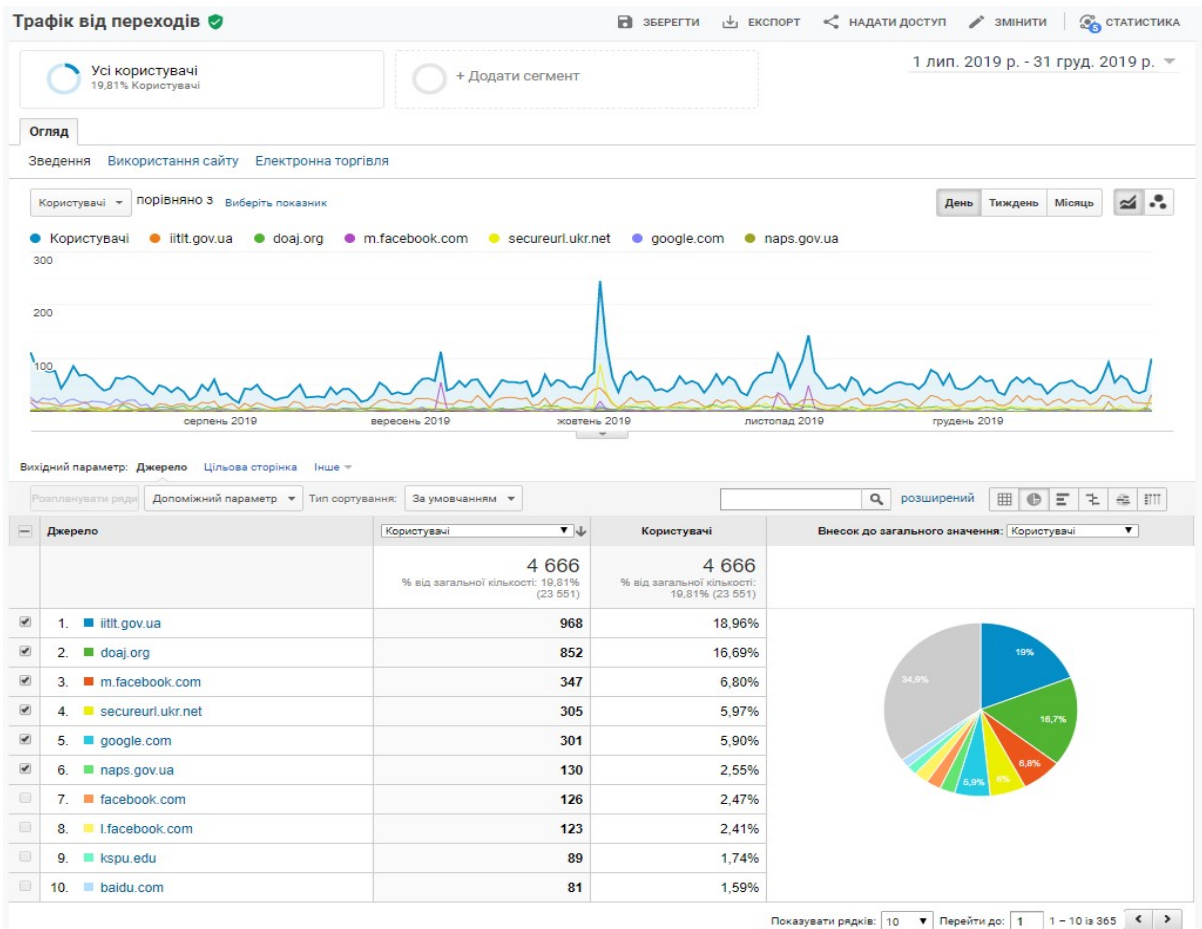 Трафік від переходів
ЗБЕРЕГТИ ЕКСПОРТ НАДАТИ ДОСТУП ЗМІНИТИ 5 СТАТИСТИКА
Усі користувачі
19,81% Користувачі
+ Додати сегмент
1 лип. 2019 р. - 31 груд. 2019 р.
Огляд
Зведення Використання сайту Електронна торгівля
Користувачі порівняно з Виберіть показник
День Тиждень Місяць
Користувачі iitlt.gov.ua doaj.org m.facebook.com secureurl.ukr.net google.com naps.gov.ua
300
200
100
серпень 2019 вересень 2019 жовтень 2019 листопад 2019 грудень 2019
Вихідний параметр: Джерело Цільова сторінка Інше
Розпланувати ряди Допоміжний параметр Тип сортування: За умовчанням розширений
Джерело Користувачі Користувачі Внесок до загального значення: Користувачі
4 666 4 666
% від загальної кількості: 19,81% (23 551) % від загальної кількості: 19,81% (23 551)
1. iitlt.gov.ua 968 18,96%
2. doaj.org 852 16,69%
3. m.facebook.com 347 6,80%
4. secureurl.ukr.net 305 5,97%
5. google.com 301 5,90%
6. naps.gov.ua 130 2,55%
7. facebook.com 126 2,47%
8. l.facebook.com 123 2,41%
9. kspu.edu 89 1,74%
10. baidu.com 81 1,59%
19%
34,9%
16,7%
6,8%
6%
5,9%
Показувати рядків: 10 Перейти до: 1 1 – 10 із 365